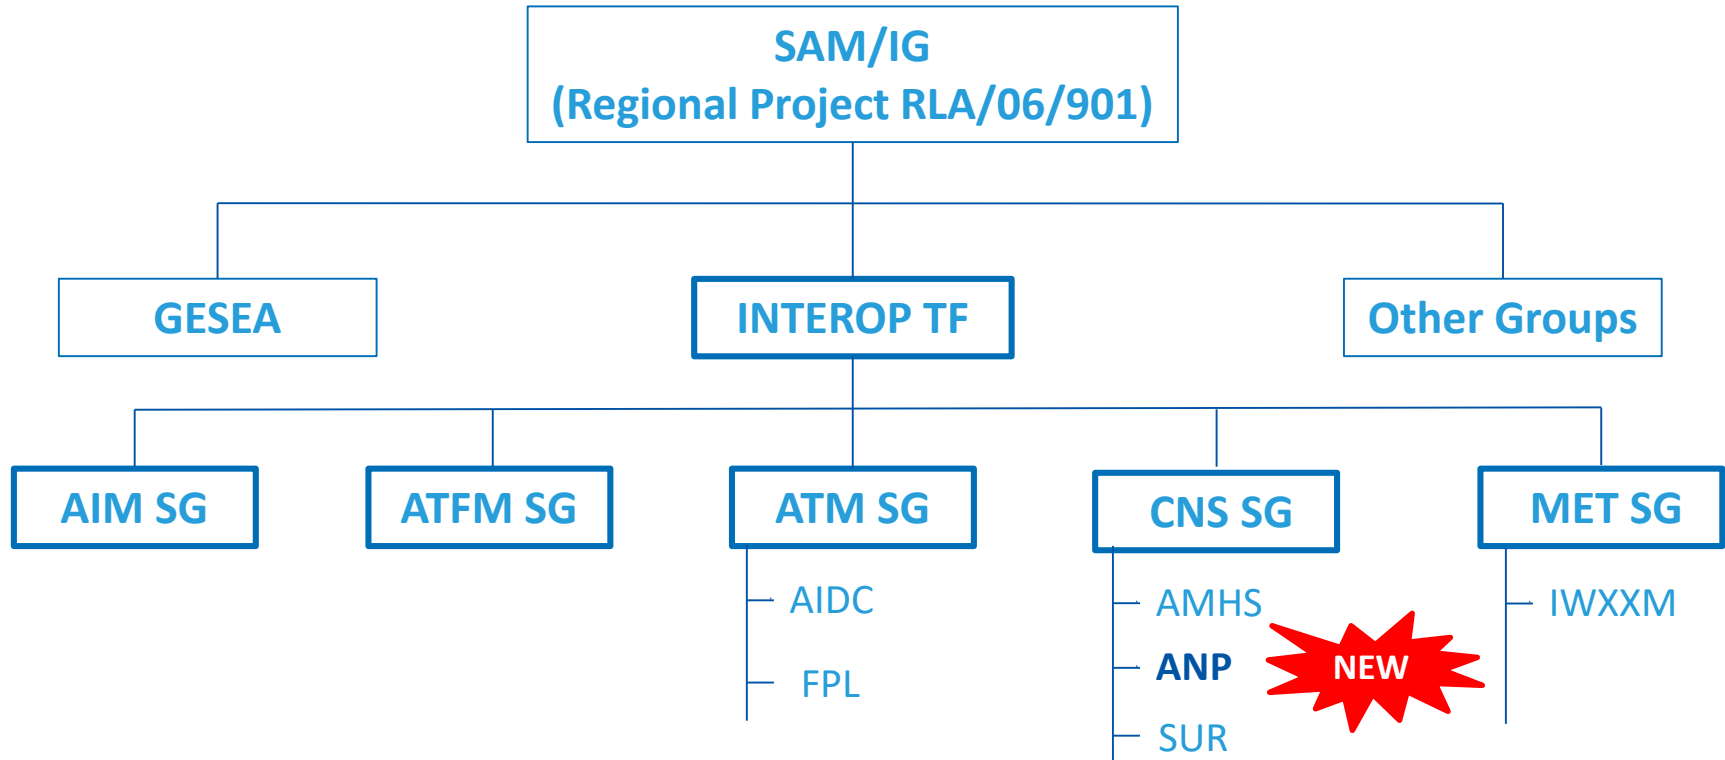 SAM/IG
(Regional Project RLA/06/901)
GESEA
INTEROP TF
Other Groups
AIM SG
ATFM SG
ATM SG
CNS SG
MET SG
AIDC
FPL
AMHS
ANP
NEW
SUR
IWXXM